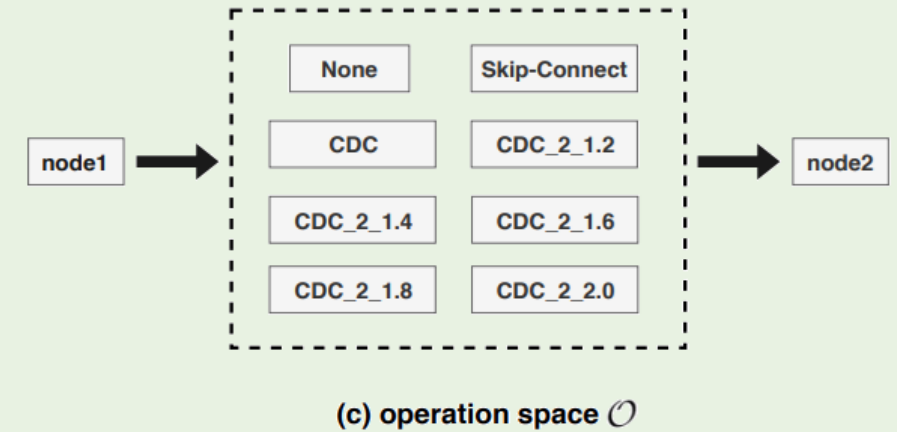 None Skip-Connect
node1 CDC CDC_2_1.2 node2
CDC_2_1.4 CDC_2_1.6
CDC_2_1.8 CDC_2_2.0
(c) operation space 𝒪